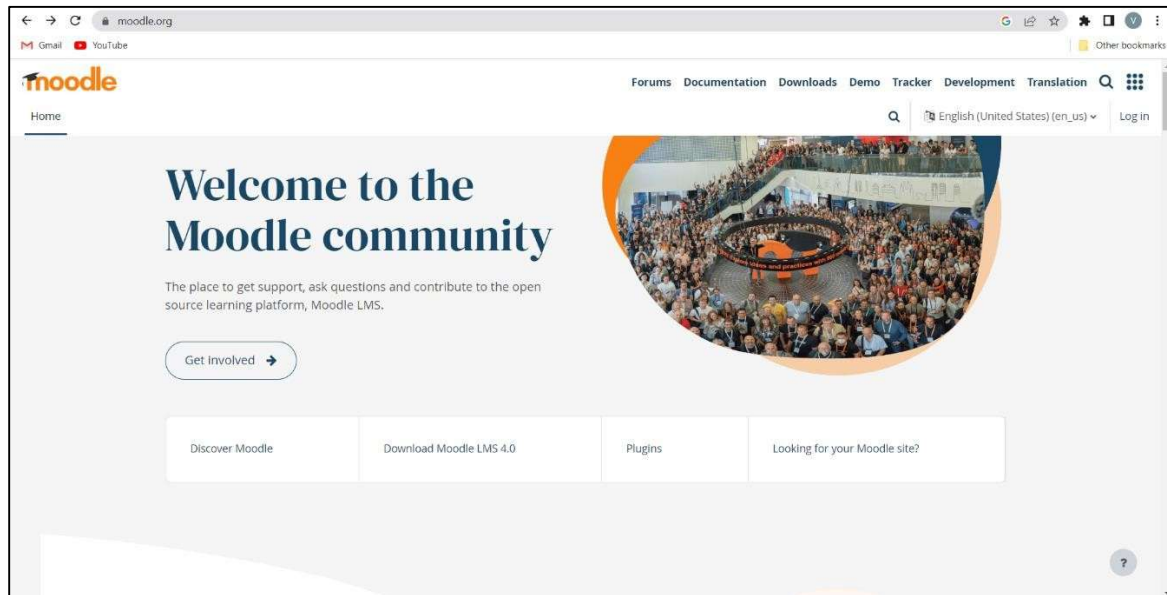 moodle.org
Gmail YouTube Other bookmarks
moodle Forums Documentation Downloads Demo Tracker Development Translation
Home English (United States) (en_us) Log in
Welcome to the
Moodle community
The place to get support, ask questions and contribute to the open
source learning platform, Moodle LMS.
Get involved
Discover Moodle Download Moodle LMS 4.0 Plugins Looking for your Moodle site?
?